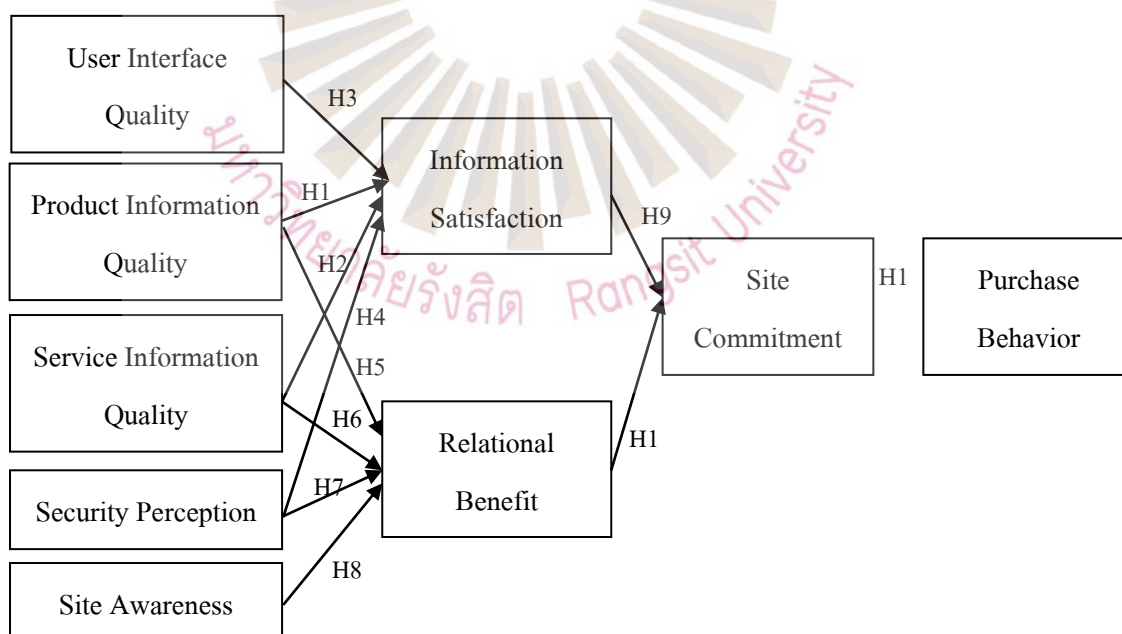 User Interface
Quality
H3
Product Information
Quality
H1
Information
Satisfaction
H2
H9
Service Information
Quality
H4
H5
H6
Site
Commitment
H1
Purchase
Behavior
Relational
Benefit
H1
Security Perception
H7
Site Awareness
H8
มหาวิทยาลัยรังสิต Rangsit University